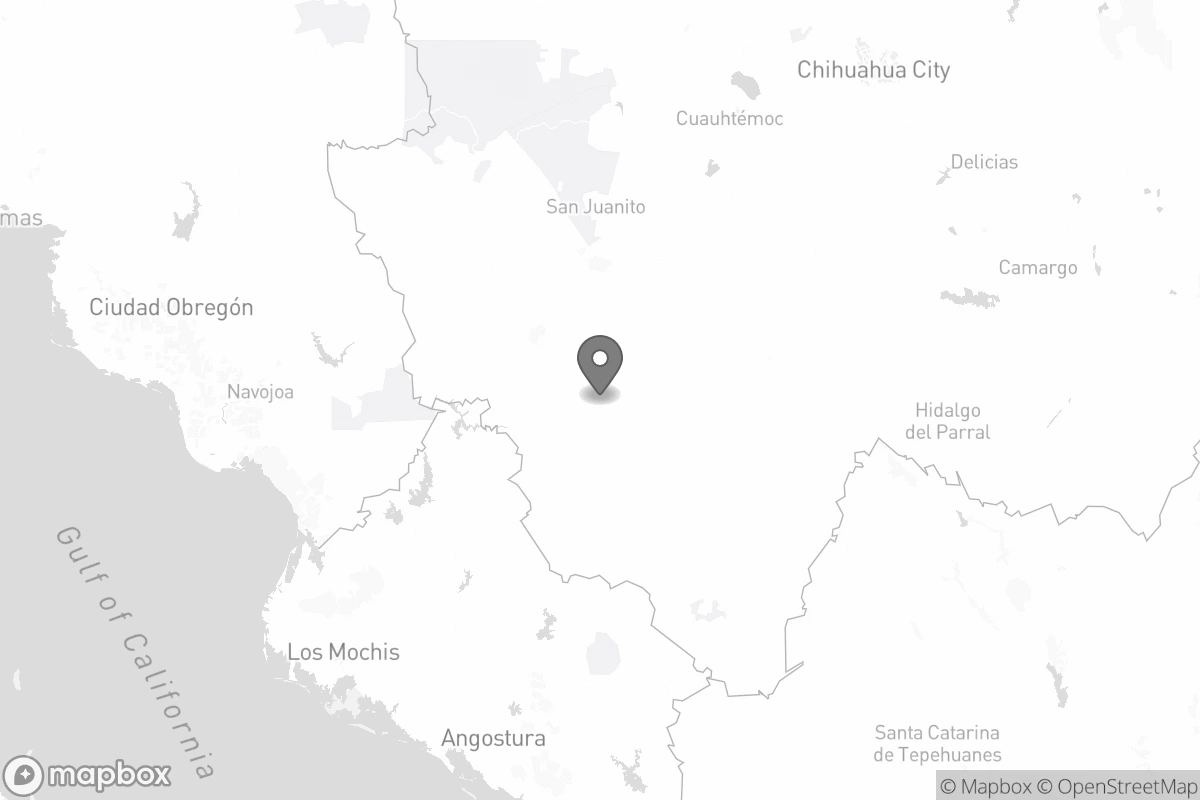 Chihuahua City
Cuauhtémoc
Delicias
San Juanito
mas
Camargo
Ciudad Obregón
Navojoa
Hidalgo
del Parral
Gulf of California
Los Mochis
Angostura
Santa Catarina
de Tepehuanes
mapbox
© Mapbox © OpenStreetMap